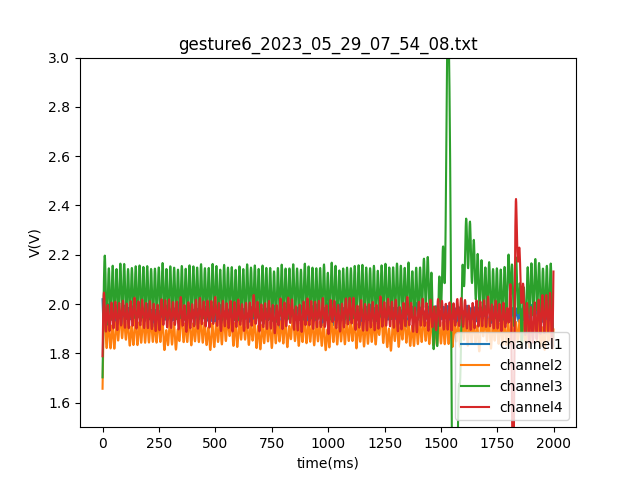 gesture6_2023_05_29_07_54_08.txt
3.0
2.8
2.6
2.4
2.2
2.0
1.8
1.6
V(V)
channel1
channel2
channel3
channel4
0 250 500 750 1000 1250 1500 1750 2000
time(ms)